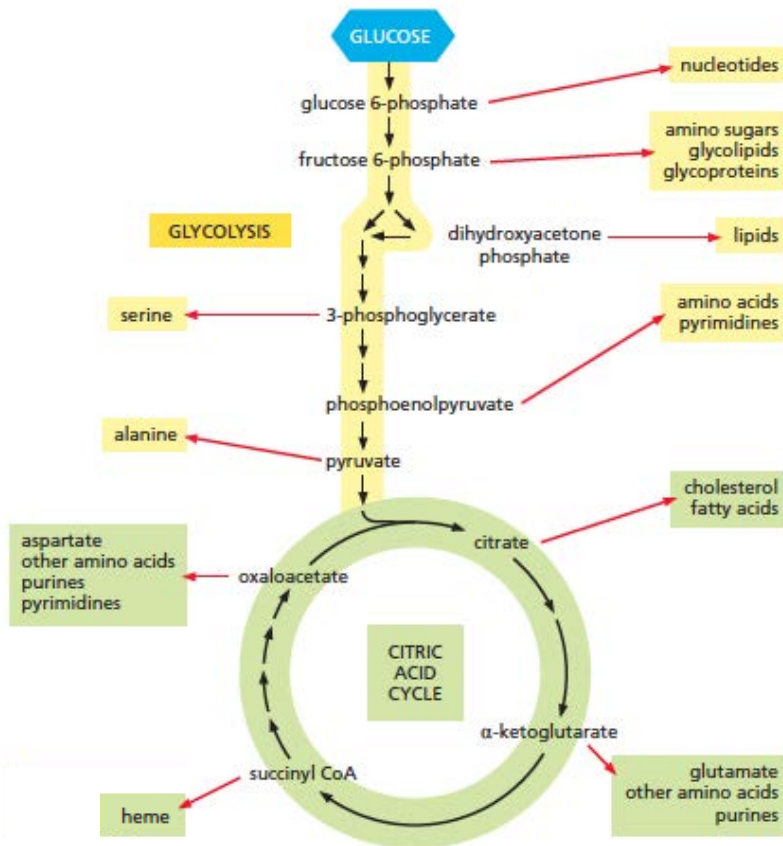 GLUCOSE
nucleotides
glucose 6-phosphate
amino sugars
glycolipids
glycoproteins
fructose 6-phosphate
GLYCOLYSIS
dihydroxyacetone
phosphate
lipids
serine
3-phosphoglycerate
amino acids
pyrimidines
phosphoenolpyruvate
alanine
pyruvate
cholesterol
fatty acids
citrate
aspartate
other amino acids
purines
pyrimidines
oxaloacetate
CITRIC
ACID
CYCLE
α-ketoglutarate
succinyl CoA
glutamate
other amino acids
purines
heme